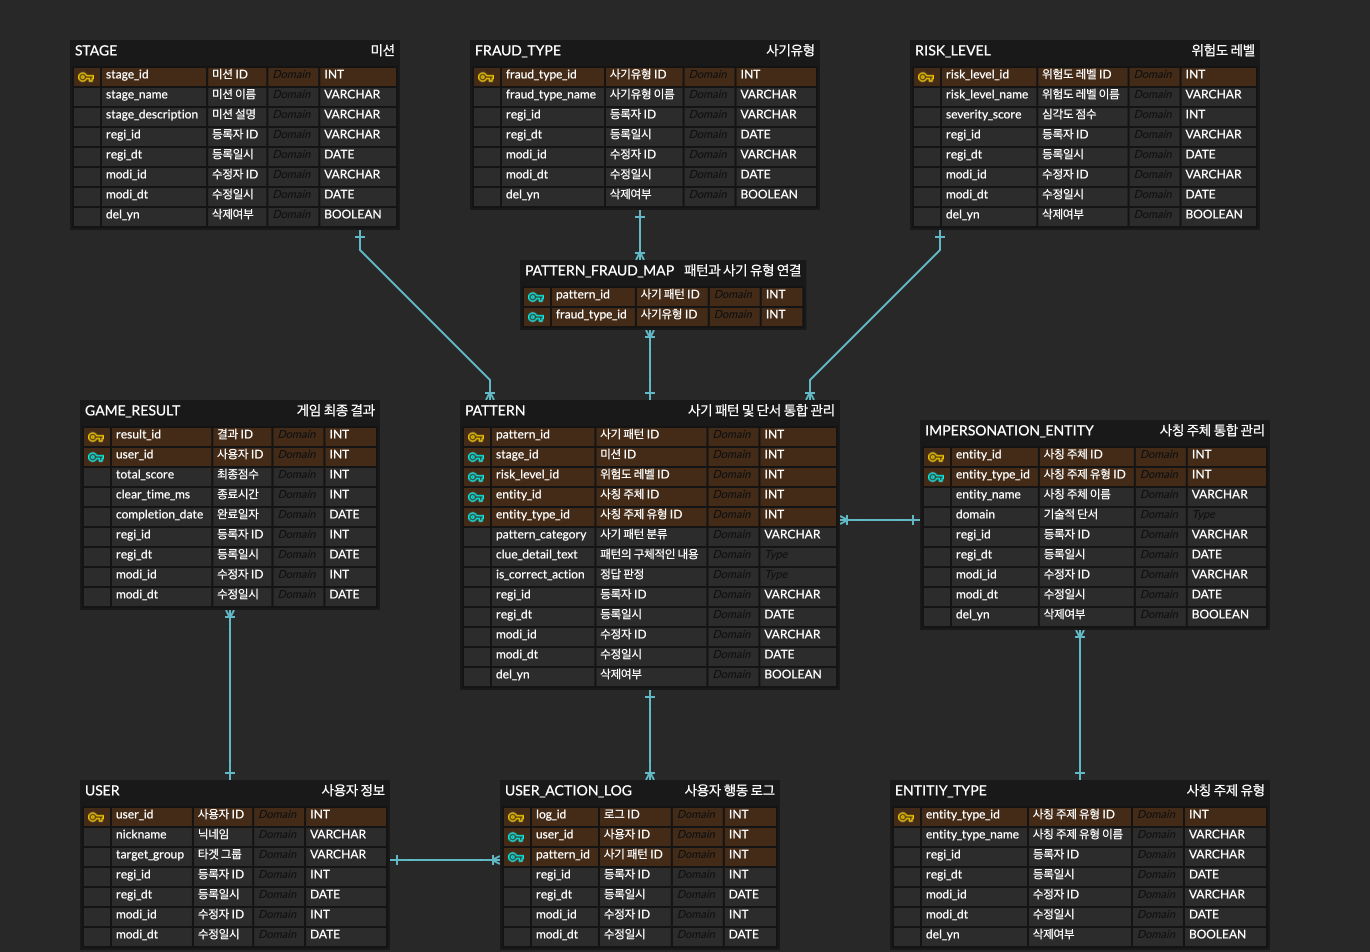 STAGE 미션
stage_id 미션 ID Domain INT
stage_name 미션 이름 Domain VARCHAR
stage_description 미션 설명 Domain VARCHAR
regi_id 등록자 ID Domain VARCHAR
regi_dt 등록일시 Domain DATE
modi_id 수정자 ID Domain VARCHAR
modi_dt 수정일시 Domain DATE
del_yn 삭제여부 Domain BOOLEAN
FRAUD_TYPE 사기유형
fraud_type_id 사기유형 ID Domain INT
fraud_type_name 사기유형 이름 Domain VARCHAR
regi_id 등록자 ID Domain VARCHAR
regi_dt 등록일시 Domain DATE
modi_id 수정자 ID Domain VARCHAR
modi_dt 수정일시 Domain DATE
del_yn 삭제여부 Domain BOOLEAN
RISK_LEVEL 위험도 레벨
risk_level_id 위험도 레벨 ID Domain INT
risk_level_name 위험도 레벨 이름 Domain VARCHAR
severity_score 심각도 점수 Domain INT
regi_id 등록자 ID Domain VARCHAR
regi_dt 등록일시 Domain DATE
modi_id 수정자 ID Domain VARCHAR
modi_dt 수정일시 Domain DATE
del_yn 삭제여부 Domain BOOLEAN
PATTERN_FRAUD_MAP 패턴과 사기 유형 연결
pattern_id 사기 패턴 ID Domain INT
fraud_type_id 사기유형 ID Domain INT
GAME_RESULT 게임 최종 결과
result_id 결과 ID Domain INT
user_id 사용자 ID Domain INT
total_score 최종점수 Domain INT
clear_time_ms 종료시간 Domain INT
completion_date 완료일자 Domain DATE
regi_id 등록자 ID Domain INT
regi_dt 등록일시 Domain DATE
modi_id 수정자 ID Domain INT
modi_dt 수정일시 Domain DATE
PATTERN 사기 패턴 및 단서 통합 관리
pattern_id 사기 패턴 ID Domain INT
stage_id 미션 ID Domain INT
risk_level_id 위험도 레벨 ID Domain INT
entity_id 사칭 주체 ID Domain INT
entity_type_id 사칭 주제 유형 ID Domain INT
pattern_category 사기 패턴 분류 Domain VARCHAR
clue_detail_text 패턴의 구체적인 내용 Domain Type
is_correct_action 정답 판정 Domain Type
regi_id 등록자 ID Domain VARCHAR
regi_dt 등록일시 Domain DATE
modi_id 수정자 ID Domain VARCHAR
modi_dt 수정일시 Domain DATE
del_yn 삭제여부 Domain BOOLEAN
IMPERSONATION_ENTITY 사칭 주체 통합 관리
entity_id 사칭 주체 ID Domain INT
entity_type_id 사칭 주제 유형 ID Domain INT
entity_name 사칭 주체 이름 Domain VARCHAR
domain 기술적 단서 Domain Type
regi_id 등록자 ID Domain VARCHAR
regi_dt 등록일시 Domain DATE
modi_id 수정자 ID Domain VARCHAR
modi_dt 수정일시 Domain DATE
del_yn 삭제여부 Domain BOOLEAN
USER 사용자 정보
user_id 사용자 ID Domain INT
nickname 닉네임 Domain VARCHAR
target_group 타겟 그룹 Domain VARCHAR
regi_id 등록자 ID Domain INT
regi_dt 등록일시 Domain DATE
modi_id 수정자 ID Domain INT
modi_dt 수정일시 Domain DATE
USER_ACTION_LOG 사용자 행동 로그
log_id 로그 ID Domain INT
user_id 사용자 ID Domain INT
pattern_id 사기 패턴 ID Domain INT
regi_id 등록자 ID Domain INT
regi_dt 등록일시 Domain DATE
modi_id 수정자 ID Domain INT
modi_dt 수정일시 Domain DATE
ENTITIY_TYPE 사칭 주제 유형
entity_type_id 사칭 주제 유형 ID Domain INT
entity_type_name 사칭 주제 유형 이름 Domain VARCHAR
regi_id 등록자 ID Domain VARCHAR
regi_dt 등록일시 Domain DATE
modi_id 수정자 ID Domain VARCHAR
modi_dt 수정일시 Domain DATE
del_yn 삭제여부 Domain BOOLEAN